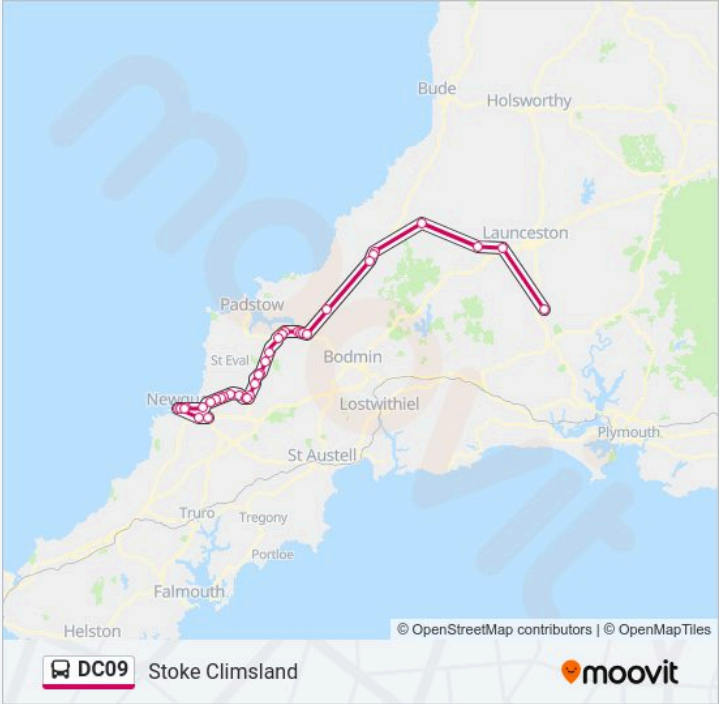 Bude
Holsworthy
Launceston
Padstow
St Eval
Bodmin
Newqu
Lostwithiel
Plymouth
St Austell
Truro
Tregony
Portloe
Falmouth
Helston
moovit
© OpenStreetMap contributors | © OpenMapTiles
DC09 Stoke Climsland
moovit